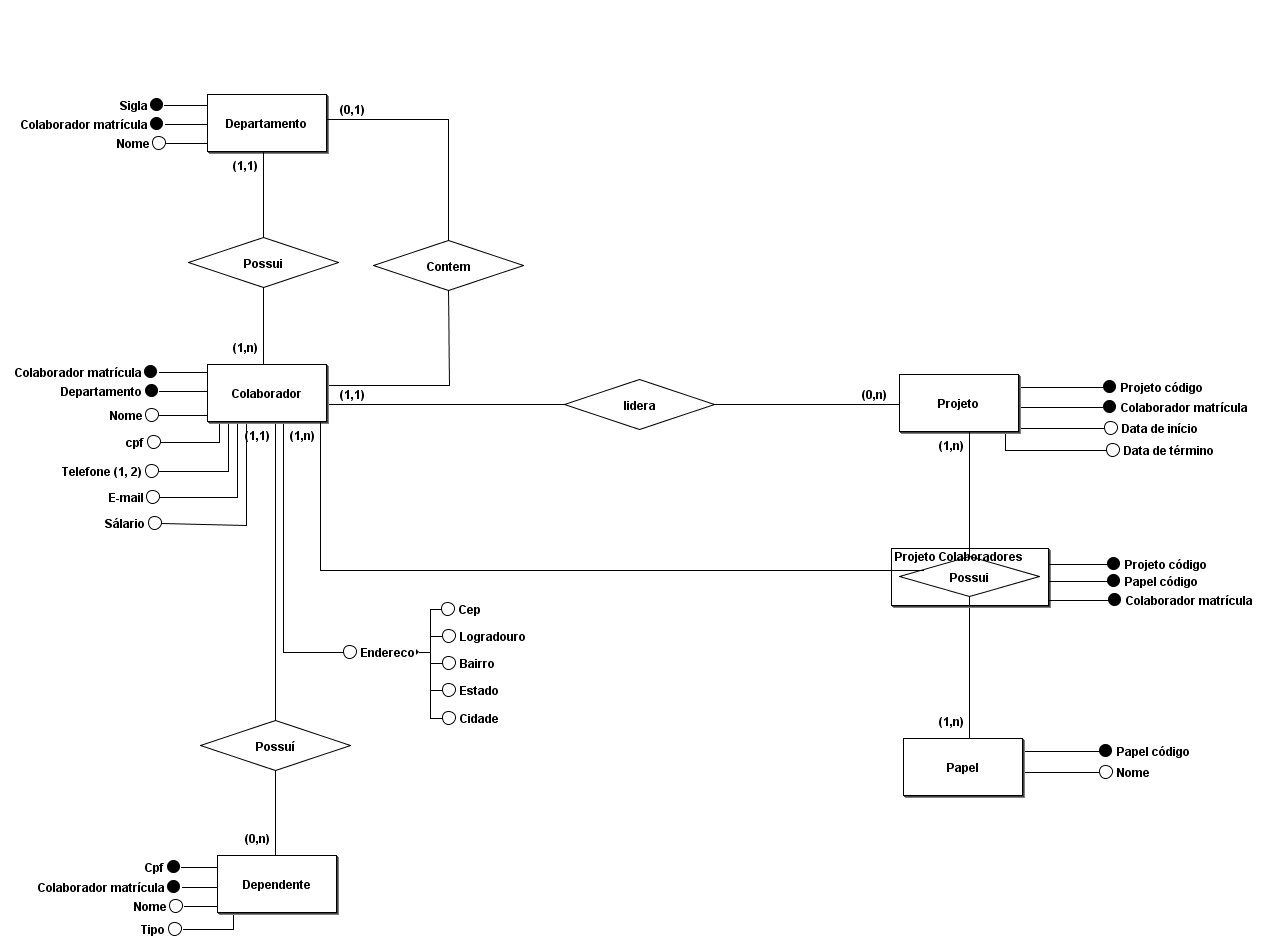 Sigla
Colaborador matrícula
Nome
Departamento
(0,1)
(1,1)
Possui
Contem
(1,n)
Colaborador matrícula
Departamento
Nome
cpf
Telefone (1, 2)
E-mail
Sálario
Colaborador
(1,1)
(1,1)
(1,n)
lidera
(0,n)
Projeto
Projeto código
Colaborador matrícula
Data de início
Data de término
(1,n)
Projeto Colaboradores
Possui
Projeto código
Papel código
Colaborador matrícula
Endereco
Cep
Logradouro
Bairro
Estado
Cidade
(1,n)
Papel
Papel código
Nome
Possuí
(0,n)
Cpf
Colaborador matrícula
Nome
Tipo
Dependente